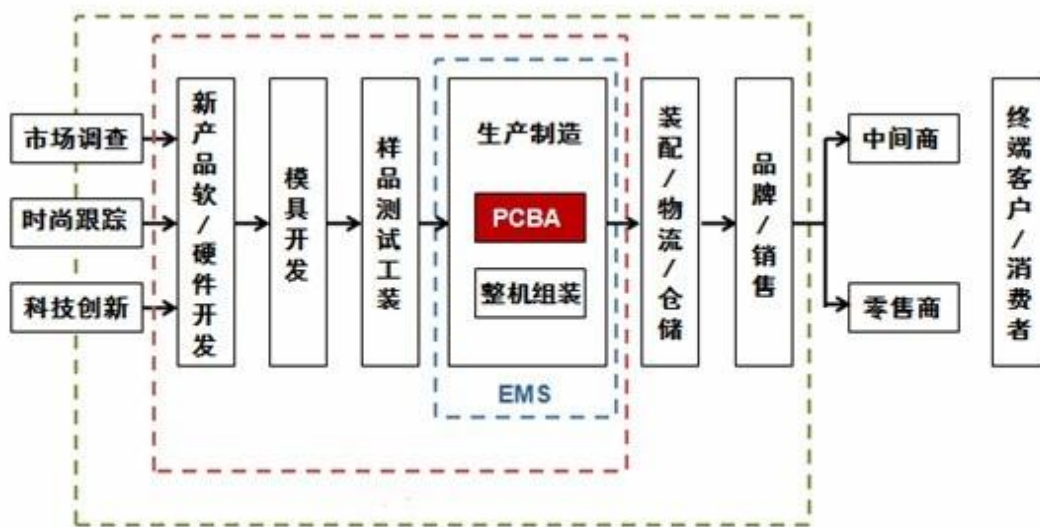 市场调查
时尚跟踪
科技创新
新产品软/硬件开发
模具开发
样品测试工装
生产制造
PCBA
整机组装
EMS
装配/物流/仓储
品牌/销售
中间商
零售商
终端客户/消费者